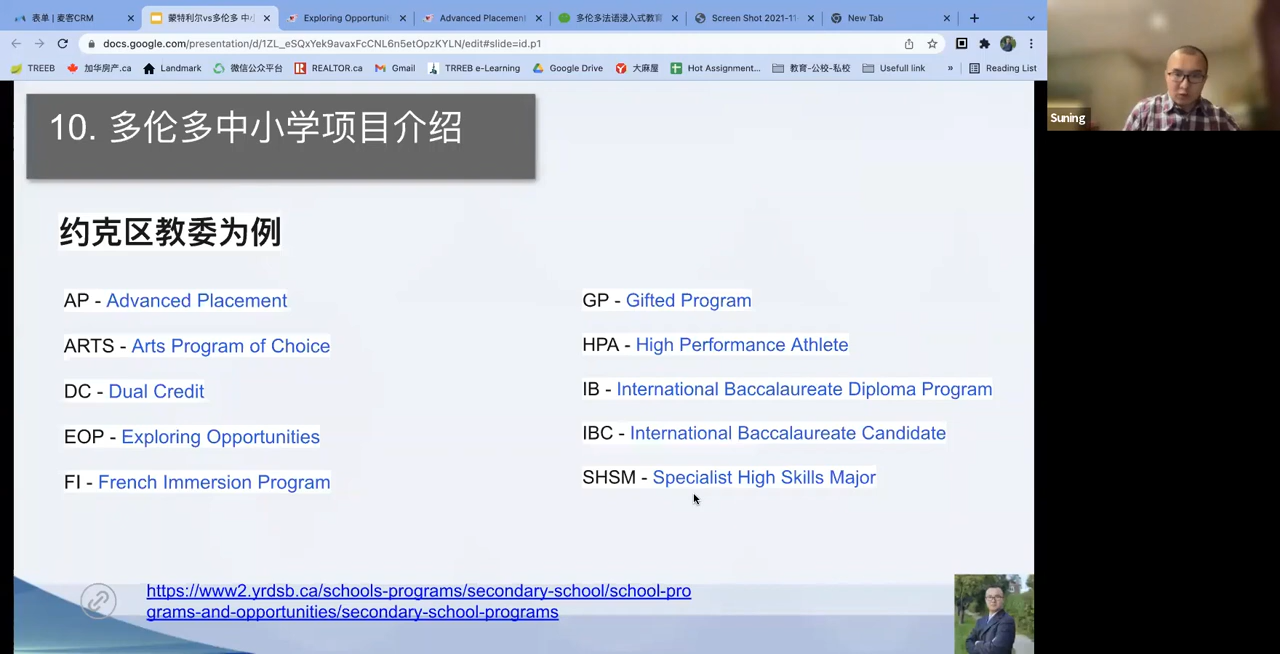 表单 | 麦客CRM
蒙特利尔vs多伦多 中
Exploring Opportuni
Advanced Placemen
多伦多法语浸入式教育
Screen Shot 2021-11
New Tab
docs.google.com/presentation/d/1ZL_eSQxYek9avaxFcCNL6n5etOpzKYLN/edit#slide=id.p1
TREEB
加华房产.ca
Landmark
微信公众平台
REALTOR.ca
Gmail
TRREB e-Learning
Google Drive
大麻屋
Hot Assignment...
教育-公校-私校
Usefull link
»
Reading List
Suning
10. 多伦多中小学项目介绍
约克区教委为例
AP - Advanced Placement
ARTS - Arts Program of Choice
DC - Dual Credit
EOP - Exploring Opportunities
FI - French Immersion Program
GP - Gifted Program
HPA - High Performance Athlete
IB - International Baccalaureate Diploma Program
IBC - International Baccalaureate Candidate
SHSM - Specialist High Skills Major
https://www2.yrdsb.ca/schools-programs/secondary-school/school-pro
grams-and-opportunities/secondary-school-programs